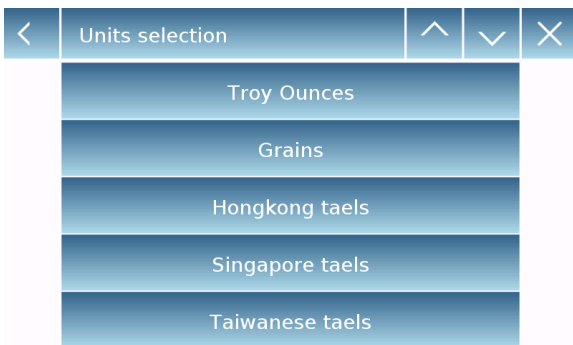 Units selection
Troy Ounces
Grains
Hongkong taels
Singapore taels
Taiwanese taels